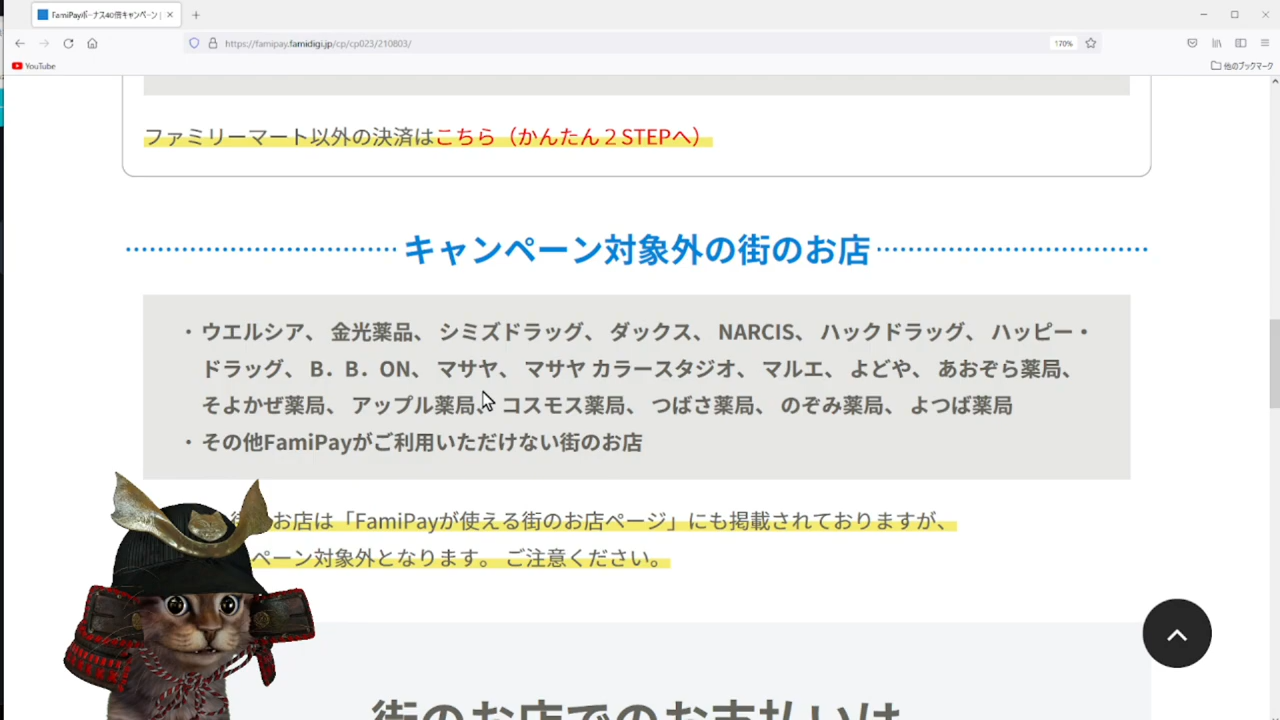 FamiPayボーナス40倍キャンペーン |
https://famipay.famidigi.jp/cp/cp023/210803/
170%
YouTube
他のブックマーク
ファミリーマート以外の決済はこちら（かんたん２STEPへ）
キャンペーン対象外の街のお店
・ウエルシア、 金光薬品、 シミズドラッグ、 ダックス、 NARCIS、 ハックドラッグ、 ハッピー・
ドラッグ、 B．B．ON、 マサヤ、 マサヤ カラースタジオ、 マルエ、 よどや、 あおぞら薬局、
そよかぜ薬局、 アップル薬局、 コスモス薬局、 つばさ薬局、 のぞみ薬局、 よつば薬局
・その他FamiPayがご利用いただけない街のお店
お店は「FamiPayが使える街のお店ページ」にも掲載されておりますが、
ペーン対象外となります。 ご注意ください。
街のお店でのお支払いは